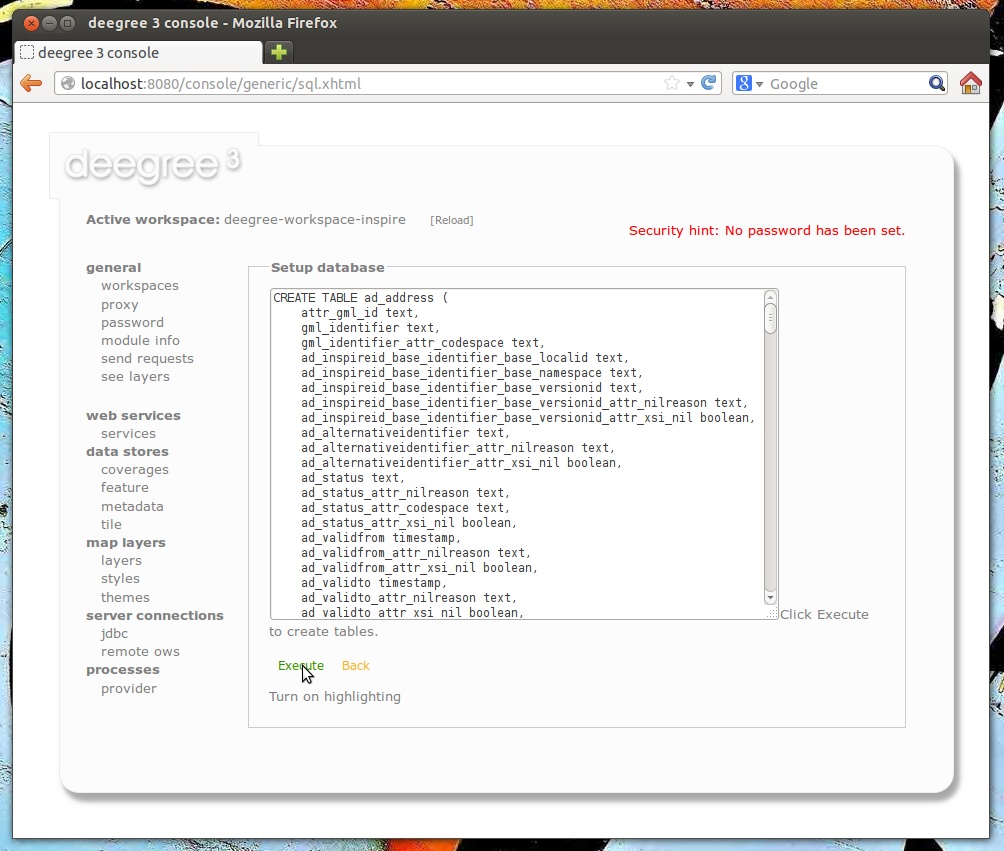 deegree 3 console - Mozilla Firefox
deegree 3 console
localhost:8080/console/generic/sql.xhtml
Google
deegree 3
Active workspace: deegree-workspace-inspire [Reload]
Security hint: No password has been set.
general
workspaces
proxy
password
module info
send requests
see layers
web services
services
data stores
coverages
feature
metadata
tile
map layers
layers
styles
themes
server connections
jdbc
remote ows
processes
provider
Setup database
CREATE TABLE ad_address (
attr_gml_id text,
gml_identifier text,
gml_identifier_attr_codespace text,
ad_inspireid_base_identifier_base_localid text,
ad_inspireid_base_identifier_base_namespace text,
ad_inspireid_base_identifier_base_versionid text,
ad_inspireid_base_identifier_base_versionid_attr_nilreason text,
ad_inspireid_base_identifier_base_versionid_attr_xsi_nil boolean,
ad_alternativeidentifier text,
ad_alternativeidentifier_attr_nilreason text,
ad_alternativeidentifier_attr_xsi_nil boolean,
ad_status text,
ad_status_attr_nilreason text,
ad_status_attr_codespace text,
ad_status_attr_xsi_nil boolean,
ad_validfrom timestamp,
ad_validfrom_attr_nilreason text,
ad_validfrom_attr_xsi_nil boolean,
ad_validto timestamp,
ad_validto_attr_nilreason text,
ad_validto_attr_xsi_nil boolean,
Click Execute
to create tables.
Execute Back
Turn on highlighting